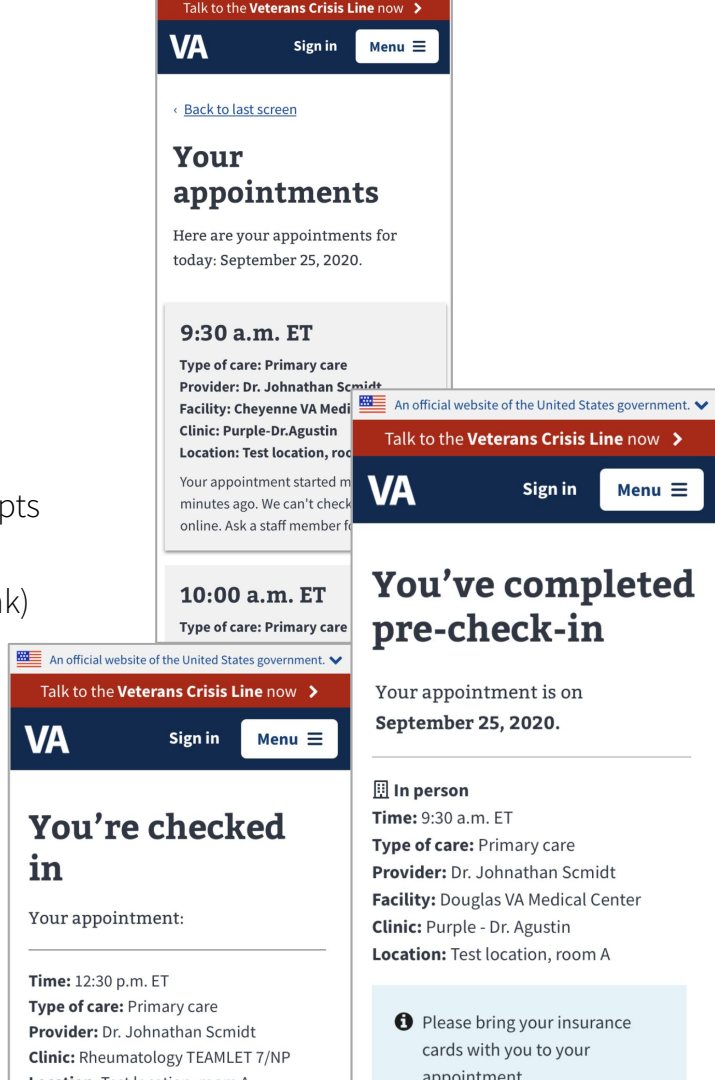 Talk to the Veterans Crisis Line now
VA
Sign in
Menu
Back to last screen
Your
appointments
Here are your appointments for
today: September 25, 2020.
9:30 a.m. ET
Type of care: Primary care
Provider: Dr. Johnathan Scmidt
Facility: Cheyenne VA Medi
Clinic: Purple-Dr.Agustin
Location: Test location, roo
Your appointment started m
minutes ago. We can't check
online. Ask a staff member fo
10:00 a.m. ET
Type of care: Primary care
pts
k)
An official website of the United States government.
Talk to the Veterans Crisis Line now
VA
Sign in
Menu
You’ve completed
pre-check-in
Your appointment is on
September 25, 2020.
In person
Time: 9:30 a.m. ET
Type of care: Primary care
Provider: Dr. Johnathan Scmidt
Facility: Douglas VA Medical Center
Clinic: Purple - Dr. Agustin
Location: Test location, room A
Please bring your insurance
cards with you to your
appointment
An official website of the United States government.
Talk to the Veterans Crisis Line now
VA
Sign in
Menu
You’re checked
in
Your appointment:
Time: 12:30 p.m. ET
Type of care: Primary care
Provider: Dr. Johnathan Scmidt
Clinic: Rheumatology TEAMLET 7/NP
Location: Test location, room A